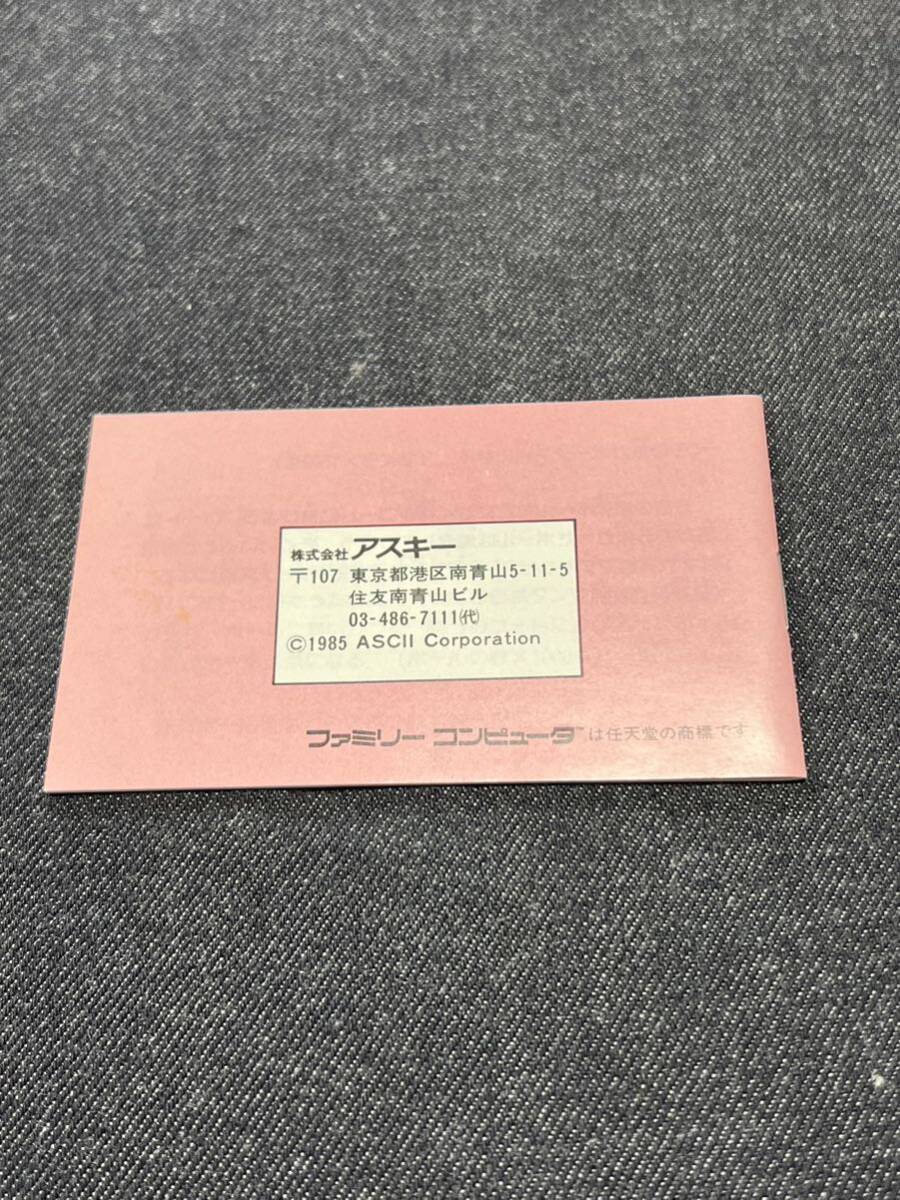 株式会社 アスキー
〒107 東京都港区南青山5-11-5
住友南青山ビル
03-486-7111㈹
©1985 ASCII Corporation
ファミリー コンピュータ™は任天堂の商標です